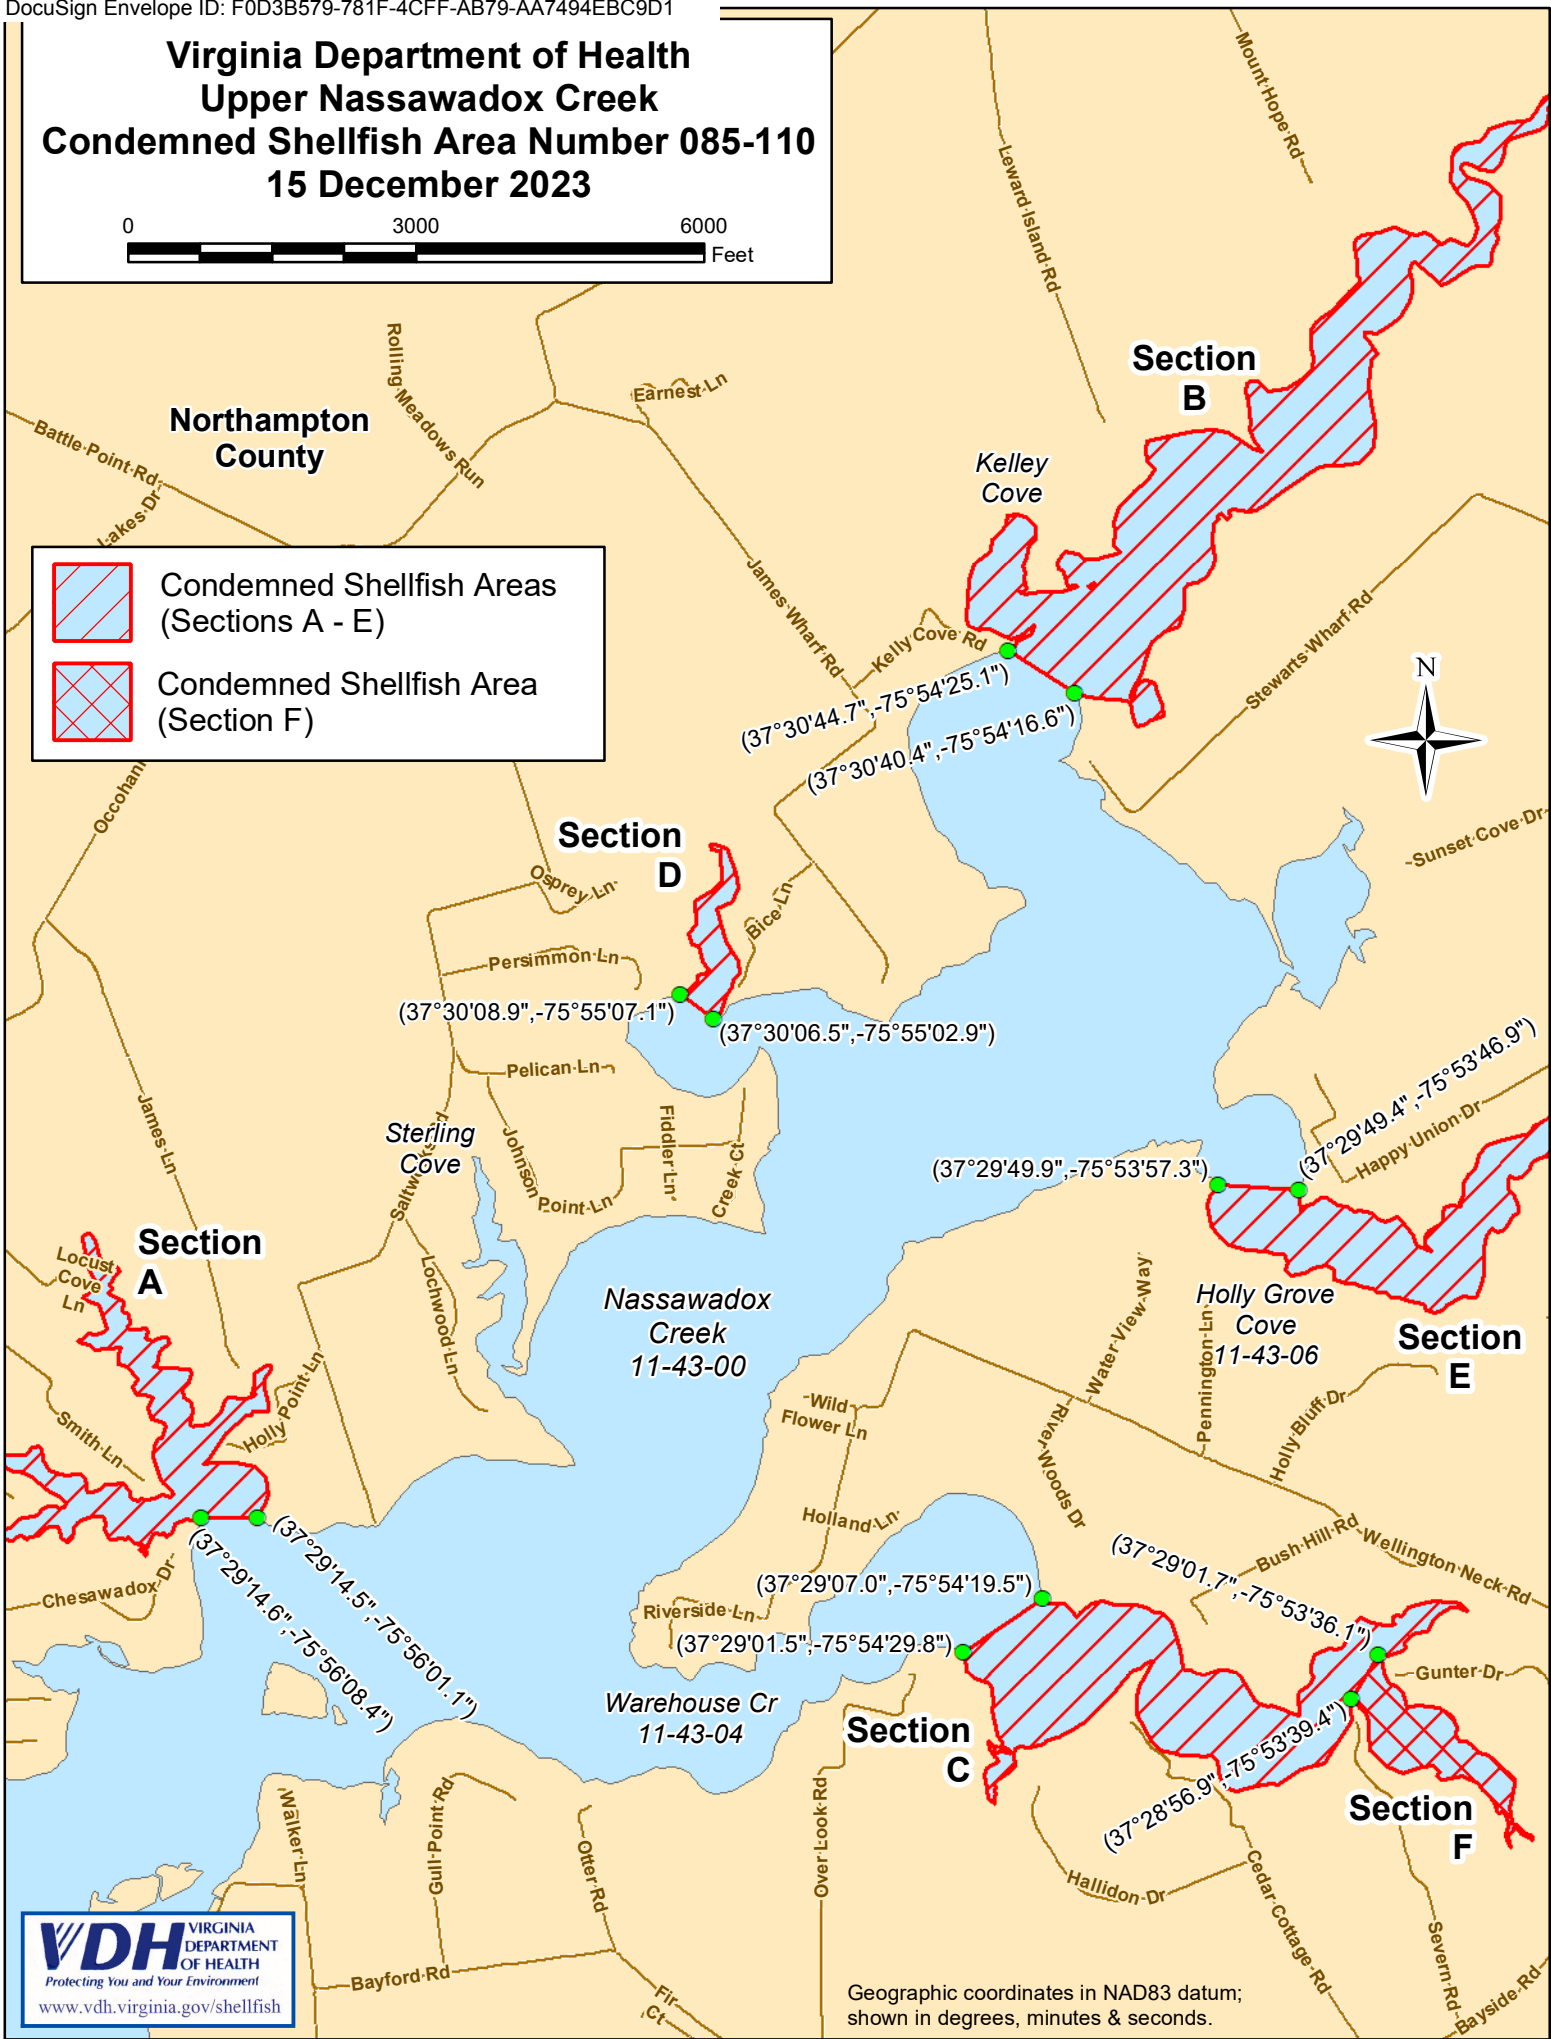 DocuSign Envelope ID: F0D3B579-781F-4CFF-AB79-AA7494EBC9D1
Virginia Department of Health
Upper Nassawadox Creek
Condemned Shellfish Area Number 085-110
15 December 2023
0 3000 6000
Feet
Mount Hope Rd
Leward Island Rd
Rolling Meadows Run
Earnest Ln
Section
B
Northampton
County
Battle Point Rd
Lakes Dr
Kelley
Cove
Condemned Shellfish Areas
(Sections A - E)
Condemned Shellfish Area
(Section F)
James Wharf Rd
Kelly Cove Rd
Stewarts Wharf Rd
N
(37°30'44.7",-75°54'25.1")
(37°30'40.4",-75°54'16.6")
Occohann
Sunset Cove Dr
Section
D
Osprey Ln
Bice Ln
Persimmon Ln
(37°30'08.9",-75°55'07.1")
(37°30'06.5",-75°55'02.9")
Pelican Ln
(37°29'49.4",-75°53'46.9")
Happy Union Dr
James Ln
Sterling
Cove
Johnson
Point Ln
Fiddler Ln
Creek Ct
(37°29'49.9",-75°53'57.3")
Section
A
Locust
Cove
Ln
Lochwood Ln
Nassawadox
Creek
11-43-00
Water View Way
Pennington Ln
Holly Grove
Cove
11-43-06
Section
E
Holly Point Ln
Smith Ln
Wild
Flower Ln
River Woods Dr
Holly Bluff Dr
Holland Ln
Bush Hill Rd
Wellington Neck Rd
Chesawadox Dr
(37°29'14.6",-75°56'08.4")
(37°29'14.5",-75°56'01.1")
(37°29'07.0",-75°54'19.5")
(37°29'01.7",-75°53'36.1")
Riverside Ln
(37°29'01.5",-75°54'29.8")
Gunter Dr
Warehouse Cr
11-43-04
Section
C
(37°28'56.9",-75°53'39.4")
Section
F
Walker Ln
Gull Point Rd
Otter Rd
Over Look Rd
Hallidon Dr
Cedar Cottage Rd
Severn Rd
Bayside Rd
VDH VIRGINIA
DEPARTMENT
OF HEALTH
Protecting You and Your Environment
www.vdh.virginia.gov/shellfish
Bayford Rd
Fir
Ct
Geographic coordinates in NAD83 datum;
shown in degrees, minutes & seconds.